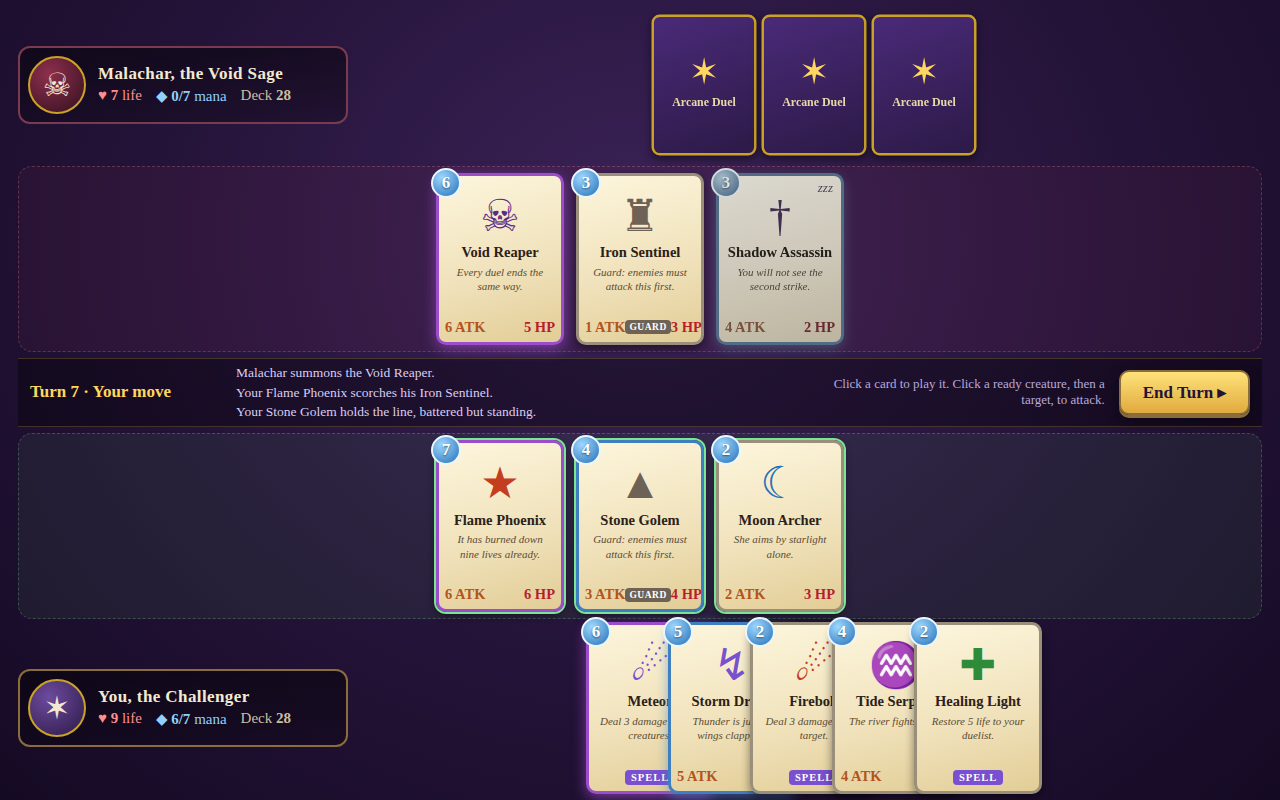 Malachar, the Void Sage
♥ 7 life ◆ 0/7 mana Deck 28
Arcane Duel Arcane Duel Arcane Duel
6
Void Reaper
Every duel ends the
same way.
6 ATK 5 HP
3
Iron Sentinel
Guard: enemies must
attack this first.
1 ATK GUARD 3 HP
3
zzz
Shadow Assassin
You will not see the
second strike.
4 ATK 2 HP
Turn 7 · Your move
Malachar summons the Void Reaper.
Your Flame Phoenix scorches his Iron Sentinel.
Your Stone Golem holds the line, battered but standing.
Click a card to play it. Click a ready creature, then a
target, to attack.
End Turn ▸
7
Flame Phoenix
It has burned down
nine lives already.
6 ATK 6 HP
4
Stone Golem
Guard: enemies must
attack this first.
3 ATK GUARD 4 HP
2
Moon Archer
She aims by starlight
alone.
2 ATK 3 HP
You, the Challenger
♥ 9 life ◆ 6/7 mana Deck 28
6
Meteor
Deal 3 damage
creatures
SPELL
5
Storm Dr
Thunder is ju
wings clapp
5 ATK
2
Firebol
Deal 3 damage
target.
SPELL
4
Tide Serp
The river fights
4 ATK
2
Healing Light
Restore 5 life to your
duelist.
SPELL